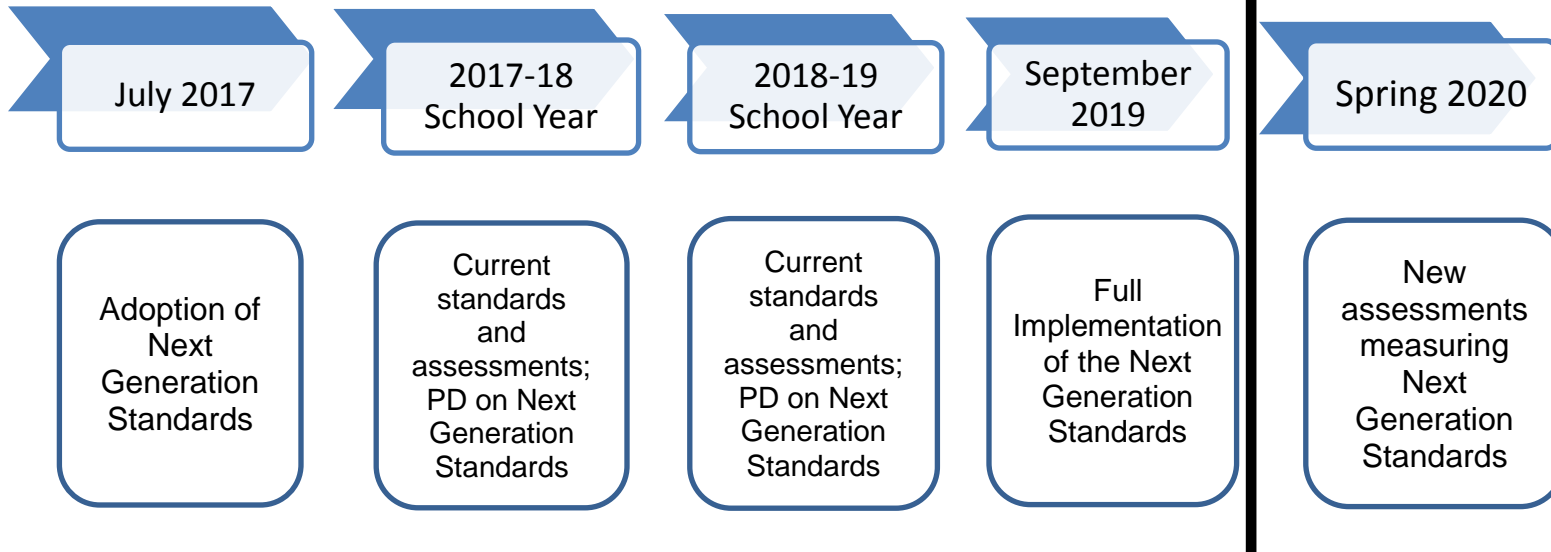 July 2017
2017-18
School Year
2018-19
School Year
September
2019
Spring 2020
Adoption of
Next
Generation
Standards
Current
standards
and
assessments;
PD on Next
Generation
Standards
Current
standards
and
assessments;
PD on Next
Generation
Standards
Full
Implementation
of the Next
Generation
Standards
New
assessments
measuring
Next
Generation
Standards